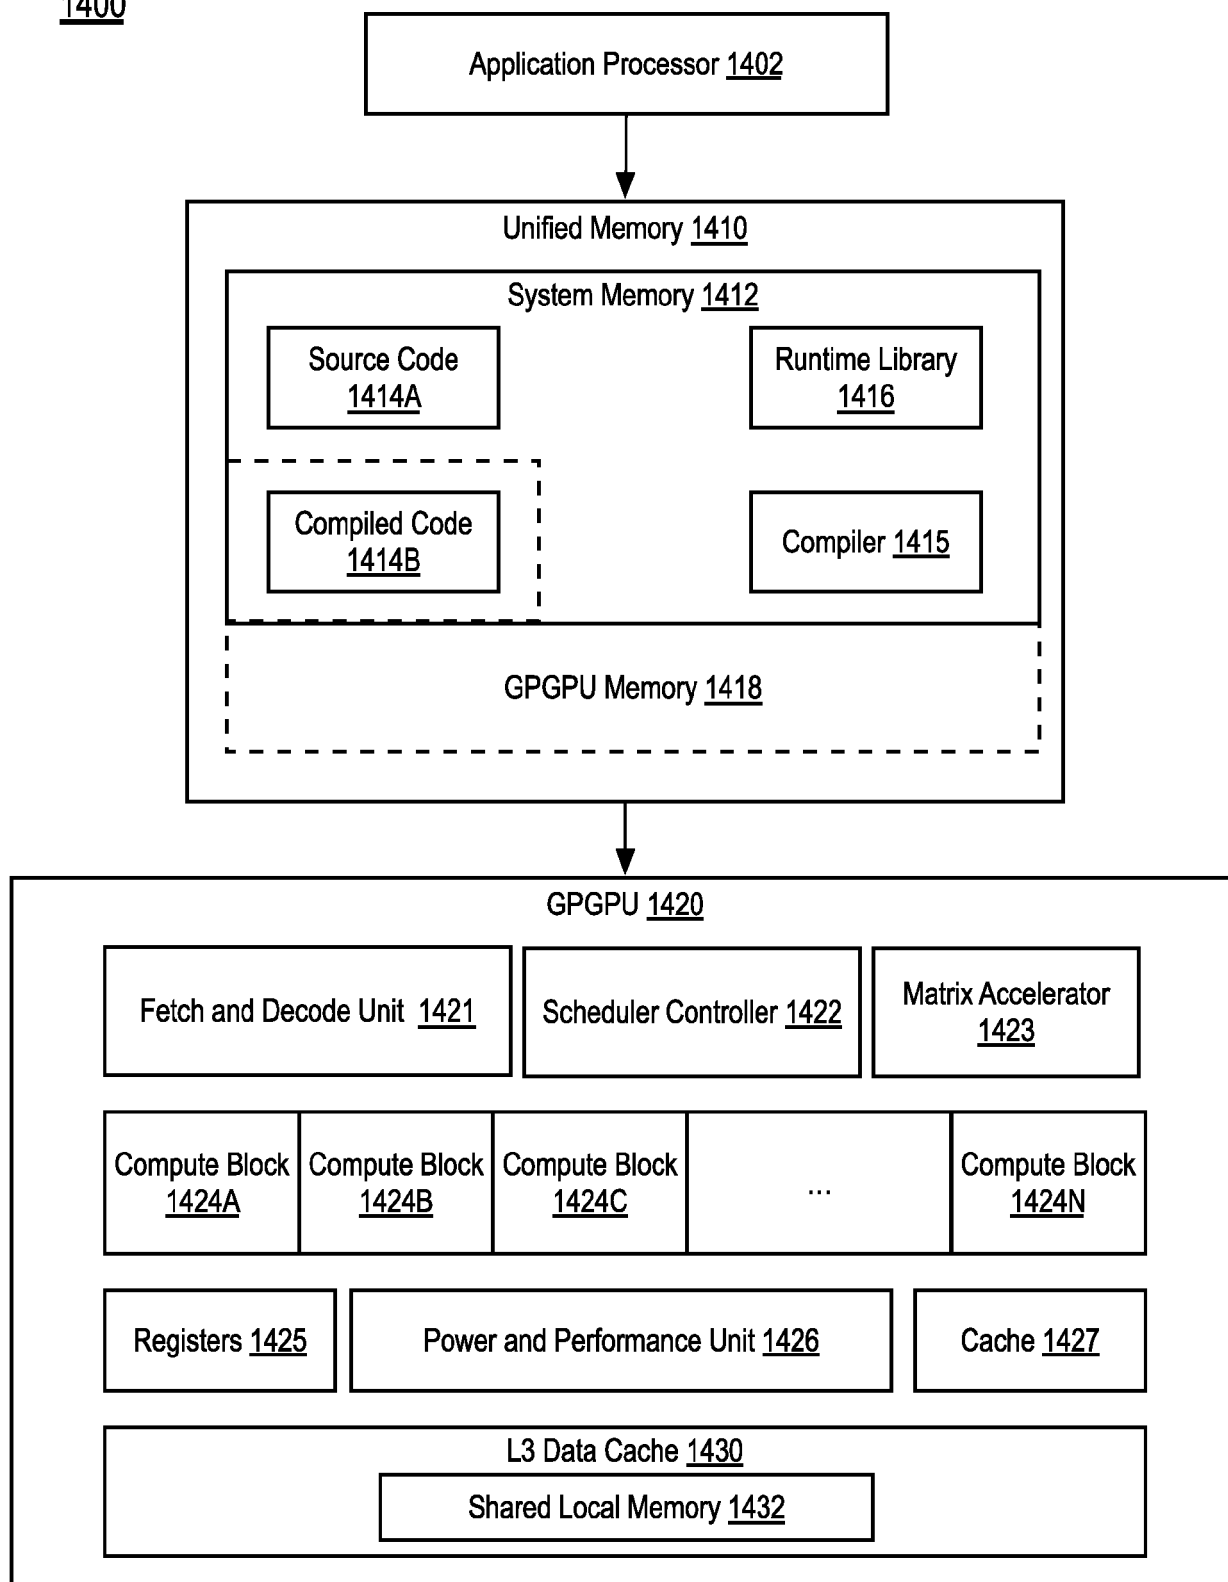 1400
Application Processor 1402
Unified Memory 1410
System Memory 1412
Source Code
1414A
Runtime Library
1416
Compiled Code
1414B
Compiler 1415
GPGPU Memory 1418
GPGPU 1420
Fetch and Decode Unit 1421
Scheduler Controller 1422
Matrix Accelerator
1423
Compute Block
1424A
Compute Block
1424B
Compute Block
1424C
...
Compute Block
1424N
Registers 1425
Power and Performance Unit 1426
Cache 1427
L3 Data Cache 1430
Shared Local Memory 1432